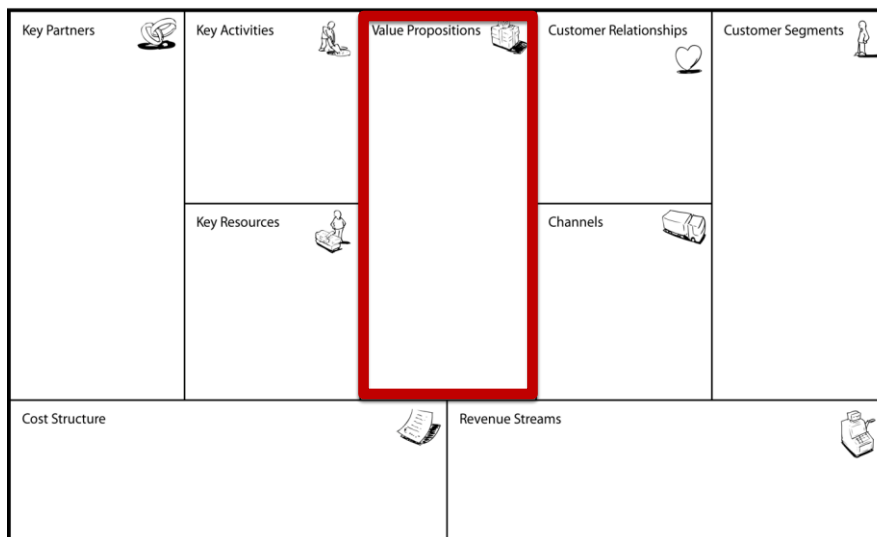 Key Partners
Key Activities
Value Propositions
Customer Relationships
Customer Segments
Key Resources
Channels
Cost Structure
Revenue Streams